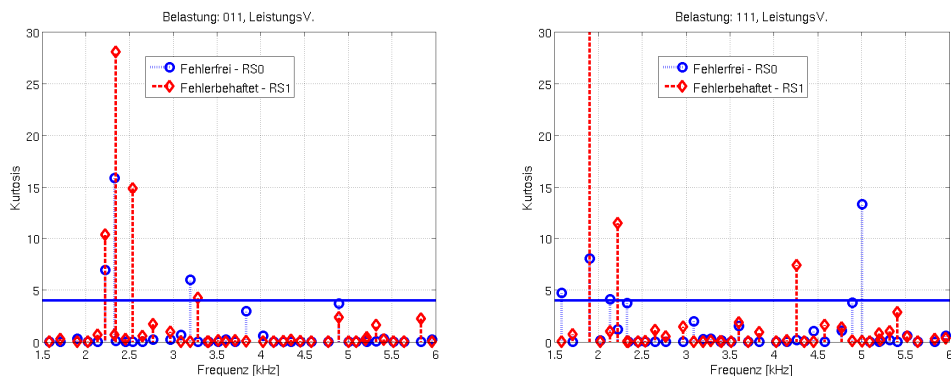 Belastung: 011, LeistungsV.
30
25
20
15
10
5
0
Kurtosis
Fehlerfrei - RS0
Fehlerbehaftet - RS1
1.5 2 2.5 3 3.5 4 4.5 5 5.5 6
Frequenz [kHz]
Belastung: 111, LeistungsV.
30
25
20
15
10
5
0
Kurtosis
Fehlerfrei - RS0
Fehlerbehaftet - RS1
1.5 2 2.5 3 3.5 4 4.5 5 5.5 6
Frequenz [kHz]